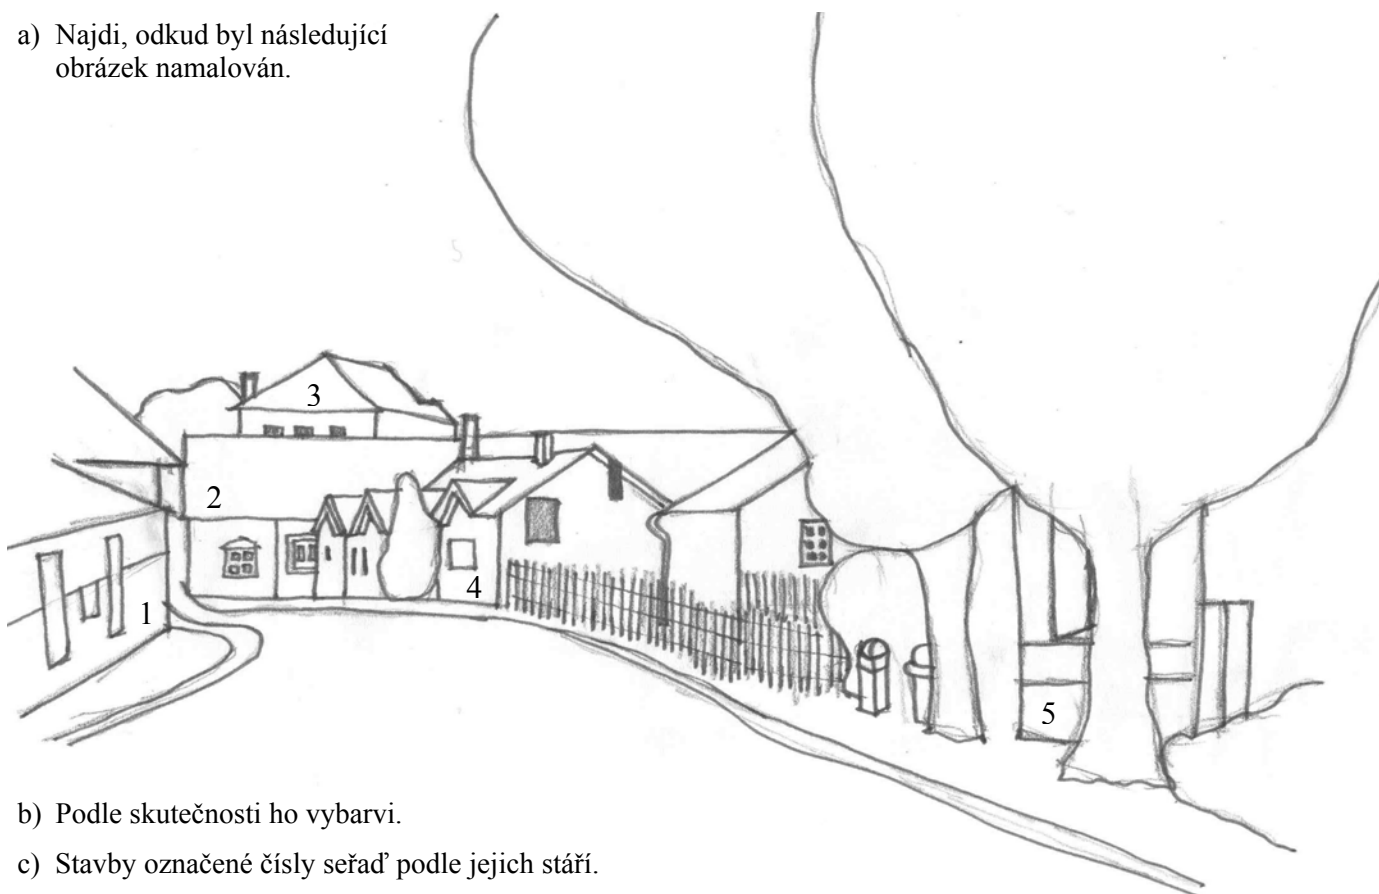 a) Najdi, odkud byl následující
obrázek namalován.
3
2
4
1
5
b) Podle skutečnosti ho vybarvi.
c) Stavby označené čísly seřaď podle jejich stáří.